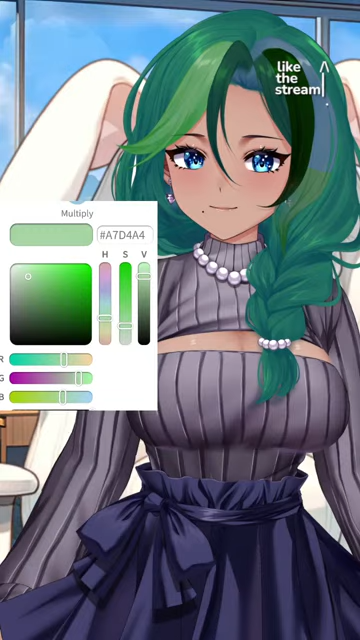 like
the
stream
Multiply
#A7D4A4
H S V
R
G
B